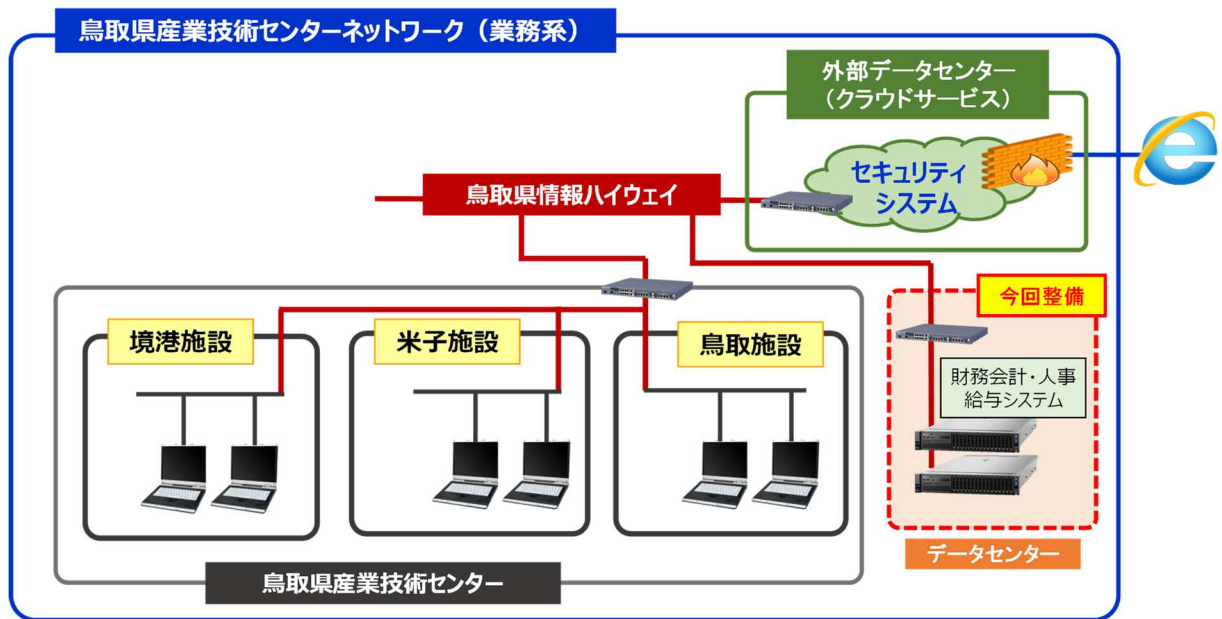 鳥取県産業技術センターネットワーク（業務系）
外部データセンター
（クラウドサービス）
セキュリティ
システム
鳥取県情報ハイウェイ
今回整備
境港施設
米子施設
鳥取施設
財務会計・人事
給与システム
データセンター
鳥取県産業技術センター